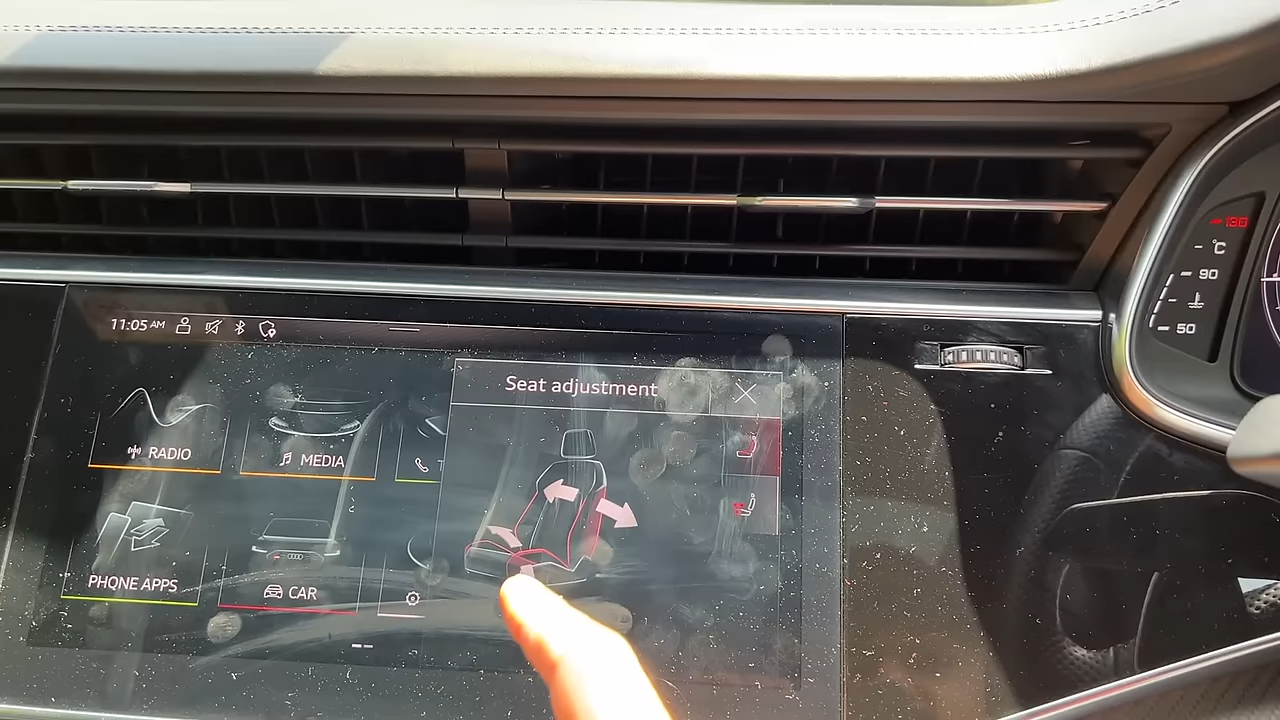 130
°C
90
50
11:05 AM
Seat adjustment
RADIO
MEDIA
PHONE APPS
CAR